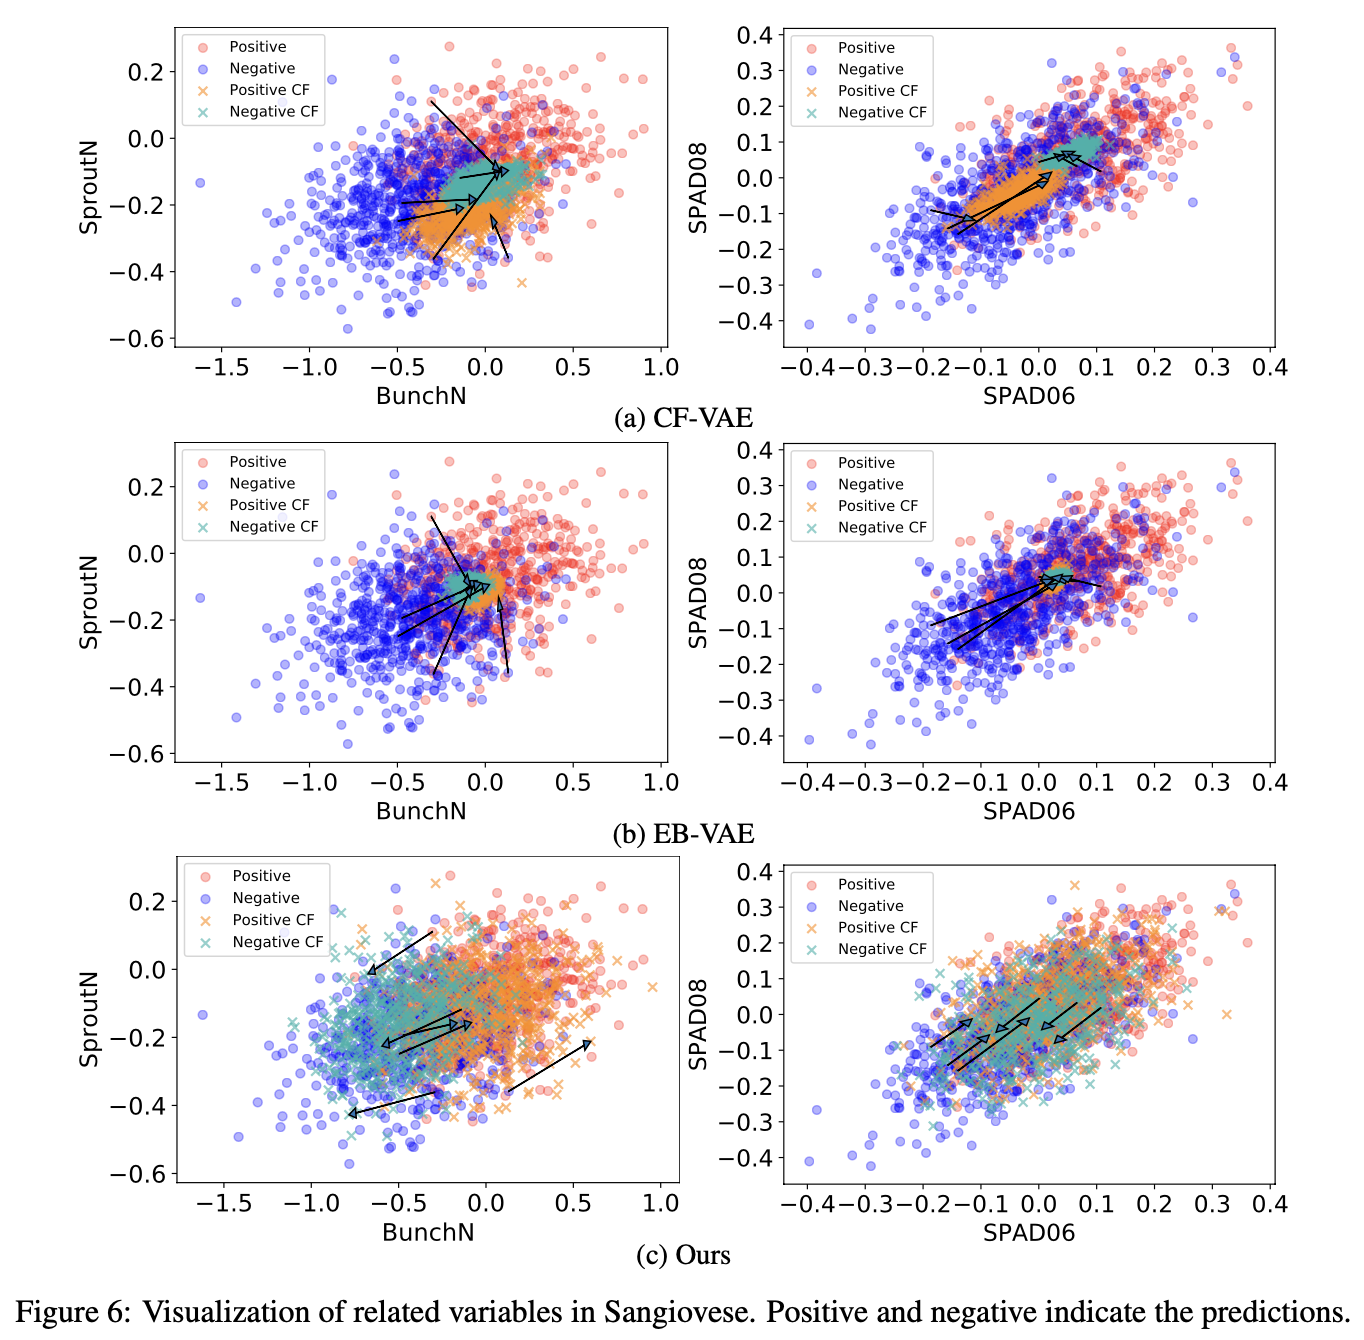 Positive
Negative
Positive CF
Negative CF
0.2
0.0
−0.2
−0.4
−0.6
SproutN
−1.5 −1.0 −0.5 0.0 0.5 1.0
BunchN
Positive
Negative
Positive CF
Negative CF
0.4
0.3
0.2
0.1
0.0
−0.1
−0.2
−0.3
−0.4
SPAD08
−0.4 −0.3 −0.2 −0.1 0.0 0.1 0.2 0.3 0.4
SPAD06
(a) CF-VAE
Positive
Negative
Positive CF
Negative CF
0.2
0.0
−0.2
−0.4
−0.6
SproutN
−1.5 −1.0 −0.5 0.0 0.5 1.0
BunchN
Positive
Negative
Positive CF
Negative CF
0.4
0.3
0.2
0.1
0.0
−0.1
−0.2
−0.3
−0.4
SPAD08
−0.4 −0.3 −0.2 −0.1 0.0 0.1 0.2 0.3 0.4
SPAD06
(b) EB-VAE
Positive
Negative
Positive CF
Negative CF
0.2
0.0
−0.2
−0.4
−0.6
SproutN
−1.5 −1.0 −0.5 0.0 0.5 1.0
BunchN
Positive
Negative
Positive CF
Negative CF
0.4
0.3
0.2
0.1
0.0
−0.1
−0.2
−0.3
−0.4
SPAD08
−0.4 −0.3 −0.2 −0.1 0.0 0.1 0.2 0.3 0.4
SPAD06
(c) Ours
Figure 6: Visualization of related variables in Sangiovese. Positive and negative indicate the predictions.